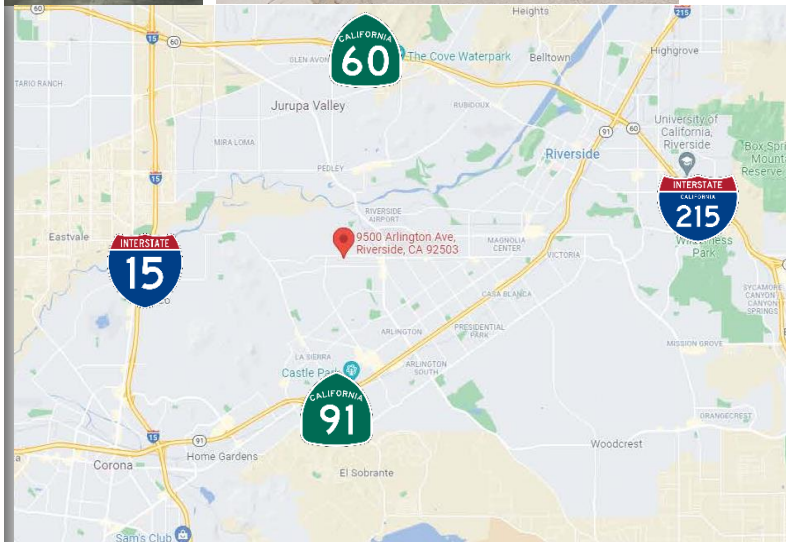 Heights
60
15
60
215
CALIFORNIA
60
GLEN AVON
The Cove Waterpark
Belltown
Highgrove
TARIO RANCH
Jurupa Valley
RUBIDOUX
University of
California,
Riverside
91
60
MIRA LOMA
Riverside
Box Spri
Mount
Reserve
PEDLEY
15
INTERSTATE
CALIFORNIA
215
RIVERSIDE
AIRPORT
Eastvale
9500 Arlington Ave,
Riverside, CA 92503
MAGNOLIA
CENTER
VICTORIA
Park
INTERSTATE
15
SYCAMORE
CANYON
CANYON
SPRINGS
CASA BLANCA
ARLINGTON
PRESIDENTIAL
PARK
MISSION GROVE
LA SIERRA
ARLINGTON
SOUTH
Castle Park
CALIFORNIA
91
ORANGECREST
15
91
Woodcrest
a
Corona
Home Gardens
El Sobrante
Sam's Club